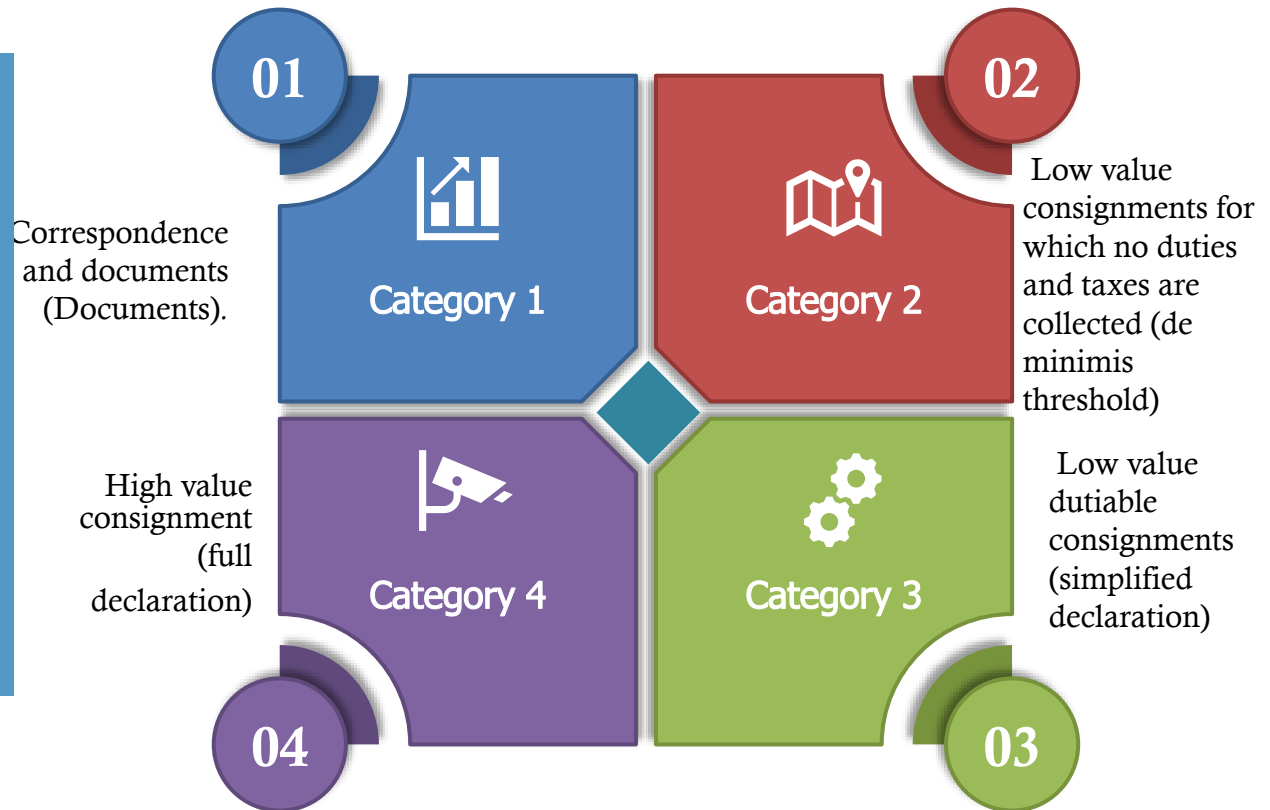 01
Correspondence
and documents
(Documents).
Category 1
02
Low value
consignments for
which no duties
and taxes are
collected (de
minimis
threshold)
Category 2
High value
consignment
(full
declaration)
Category 4
04
Low value
dutiable
consignments
(simplified
declaration)
Category 3
03